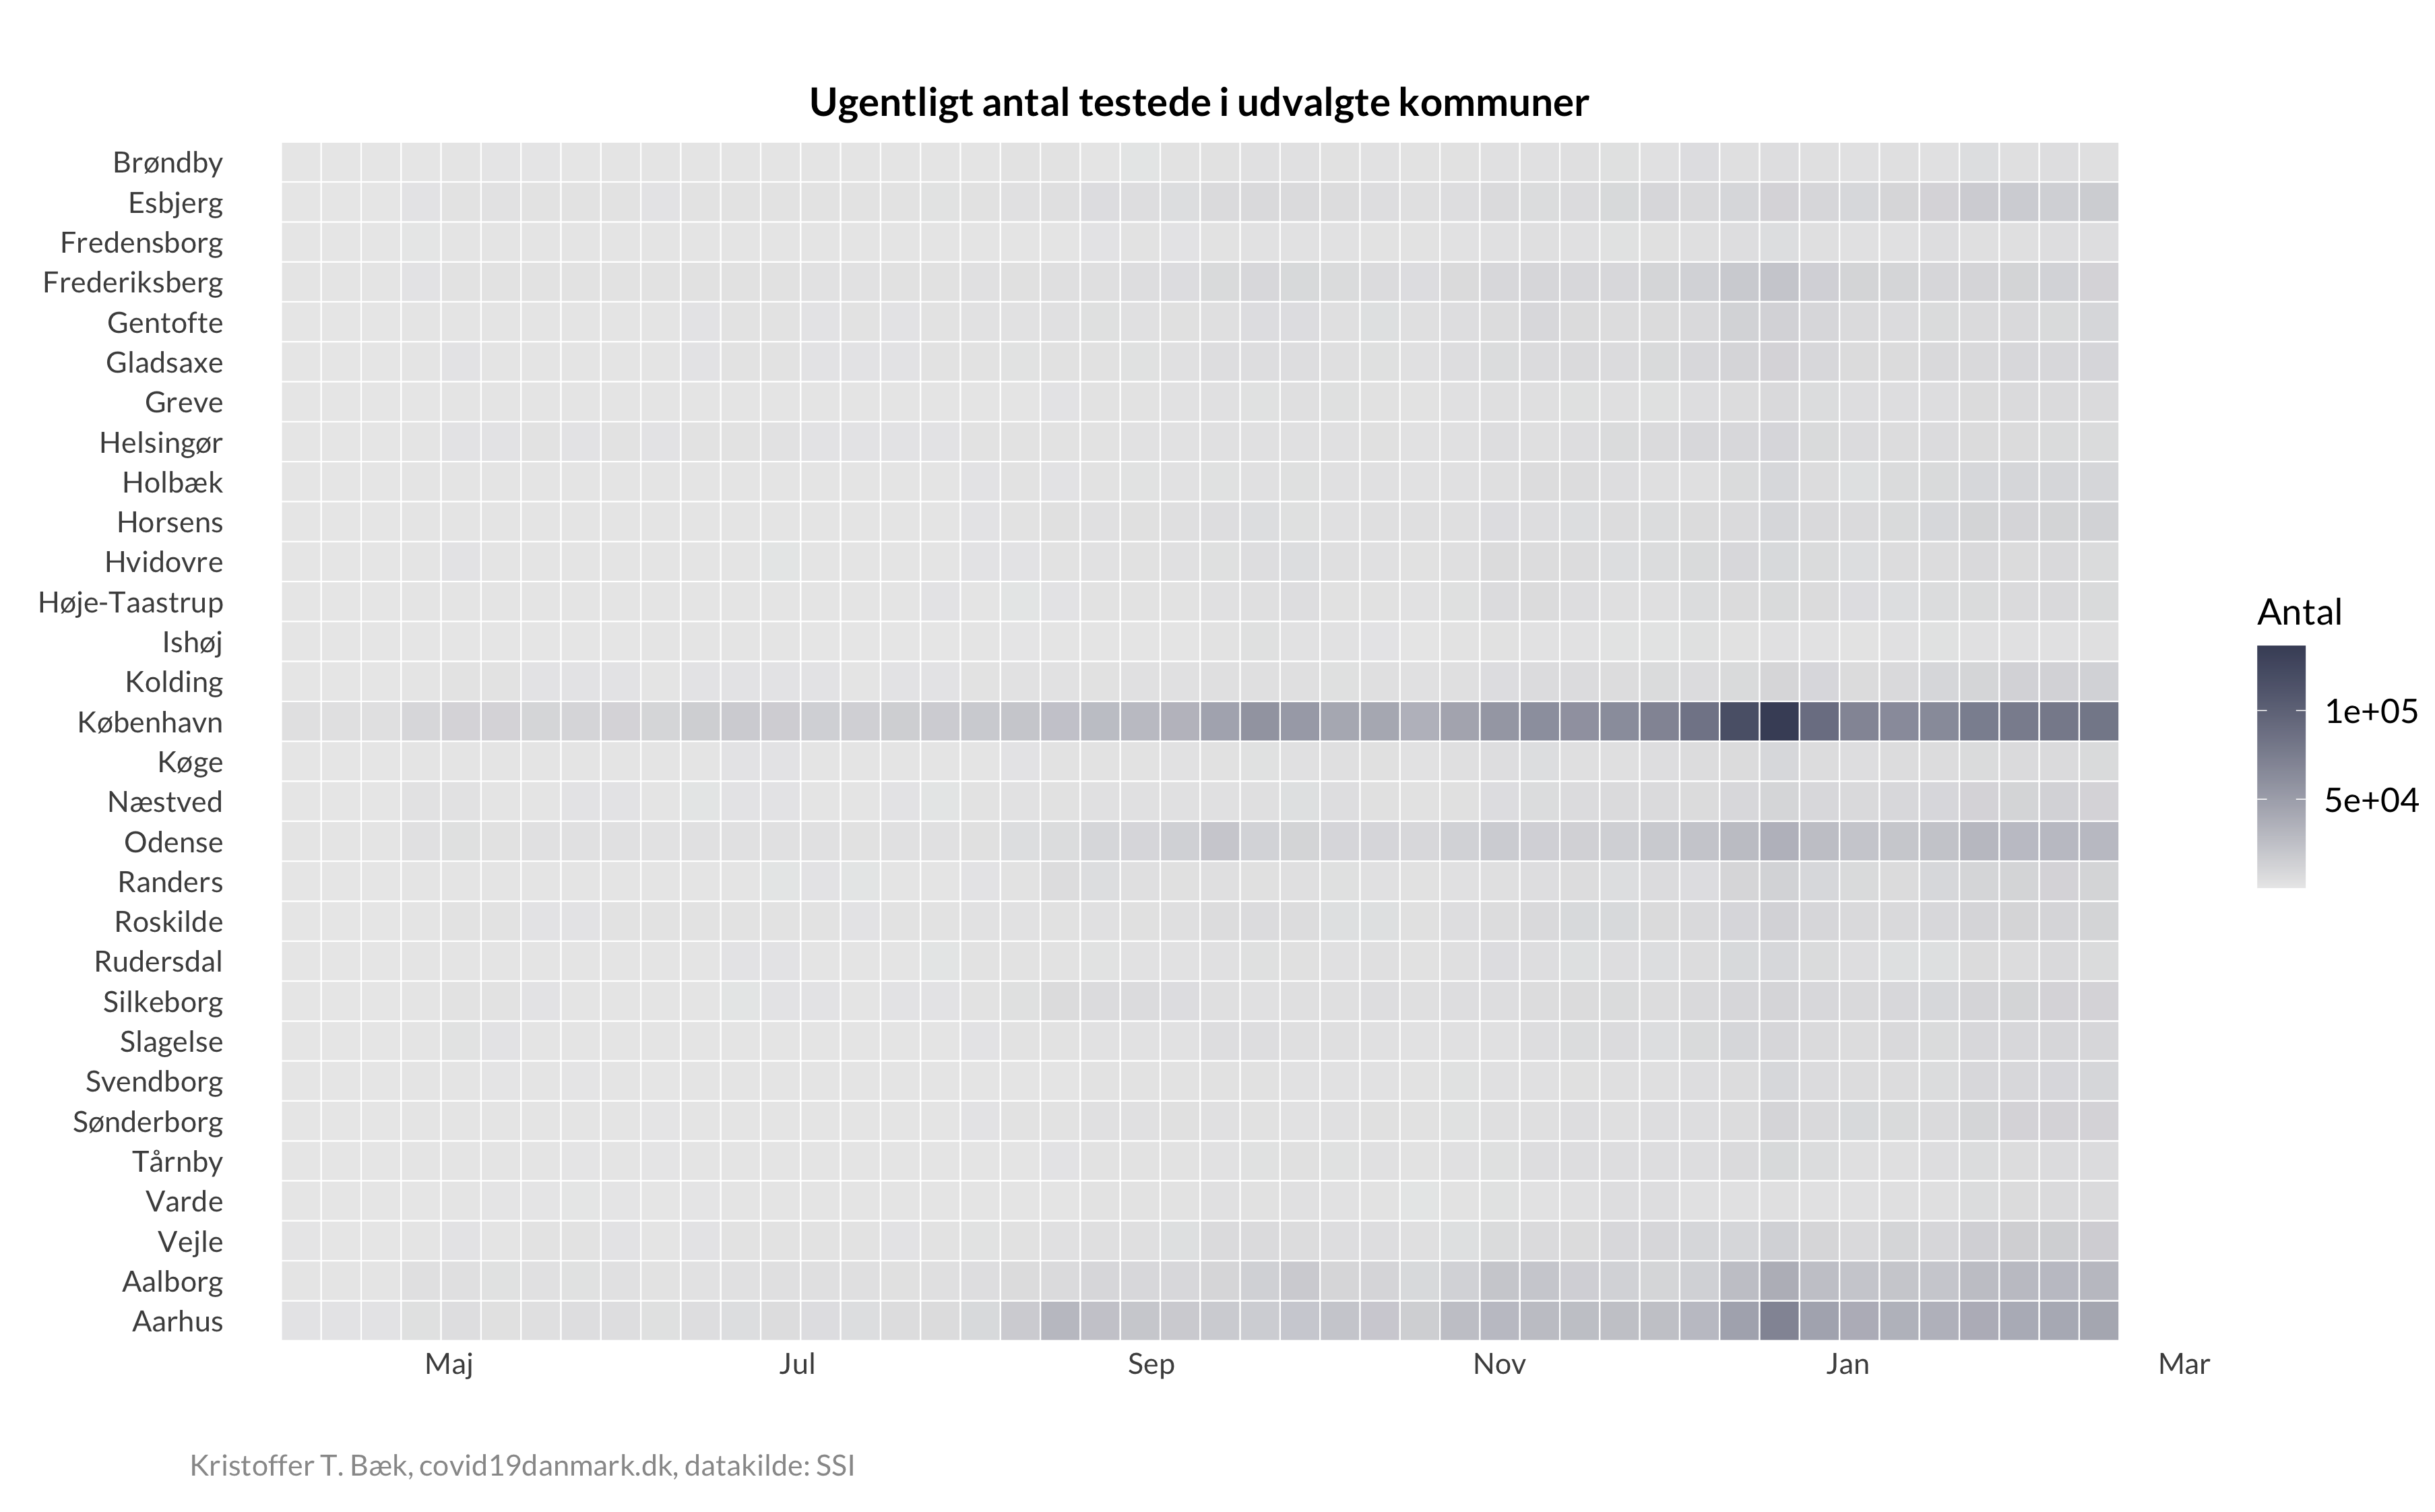 Ugentligt antal testede i udvalgte kommuner
Brøndby
Esbjerg
Fredensborg
Frederiksberg
Gentofte
Gladsaxe
Greve
Helsingør
Holbæk
Horsens
Hvidovre
Høje-Taastrup
Ishøj
Kolding
København
Køge
Næstved
Odense
Randers
Roskilde
Rudersdal
Silkeborg
Slagelse
Svendborg
Sønderborg
Tårnby
Varde
Vejle
Aalborg
Aarhus
Maj Jul Sep Nov Jan Mar
Antal
1e+05
5e+04
Kristoffer T. Bæk, covid19danmark.dk, datakilde: SSI